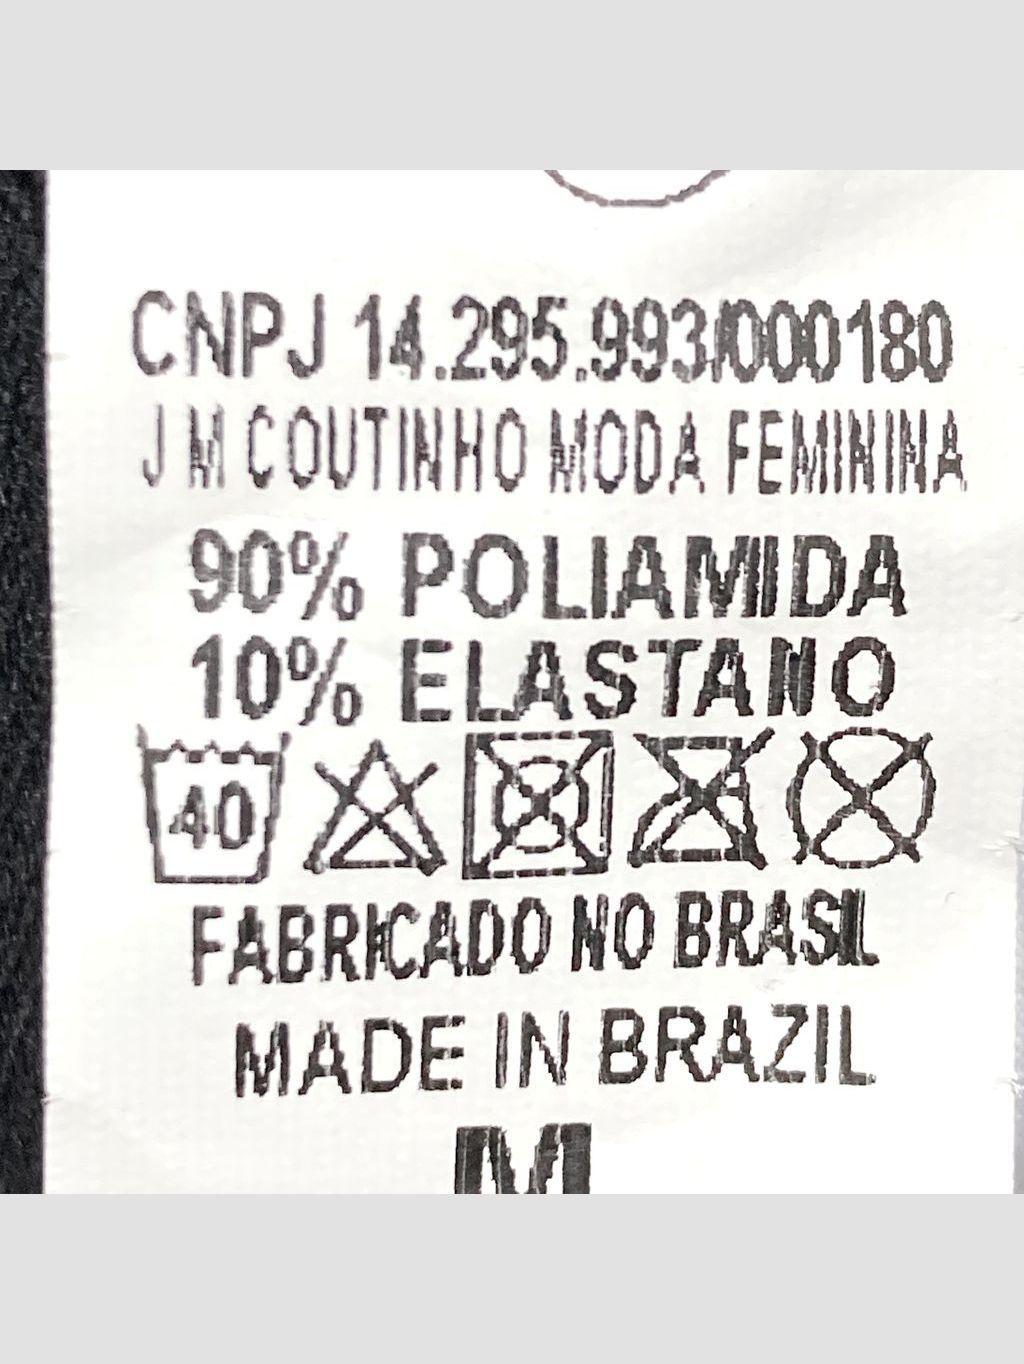 CNPJ 14.295.993/000180
J M COUTINHO MODA FEMININA
90% POLIAMIDA
10% ELASTANO
40
FABRICADO NO BRASIL
MADE IN BRAZIL
M